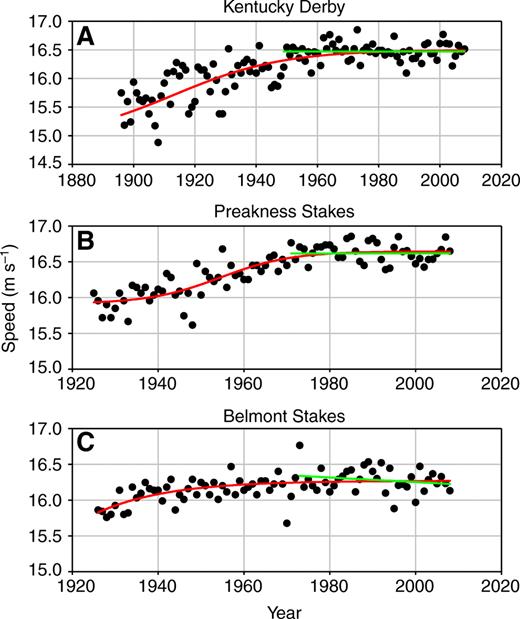 Kentucky Derby
17.0
A
16.5
16.0
15.5
15.0
14.5
1880 1900 1920 1940 1960 1980 2000 2020
Preakness Stakes
17.0
B
16.5
16.0
15.5
15.0
1920 1940 1960 1980 2000 2020
Speed (m s–1)
Belmont Stakes
17.0
C
16.5
16.0
15.5
15.0
1920 1940 1960 1980 2000 2020
Year